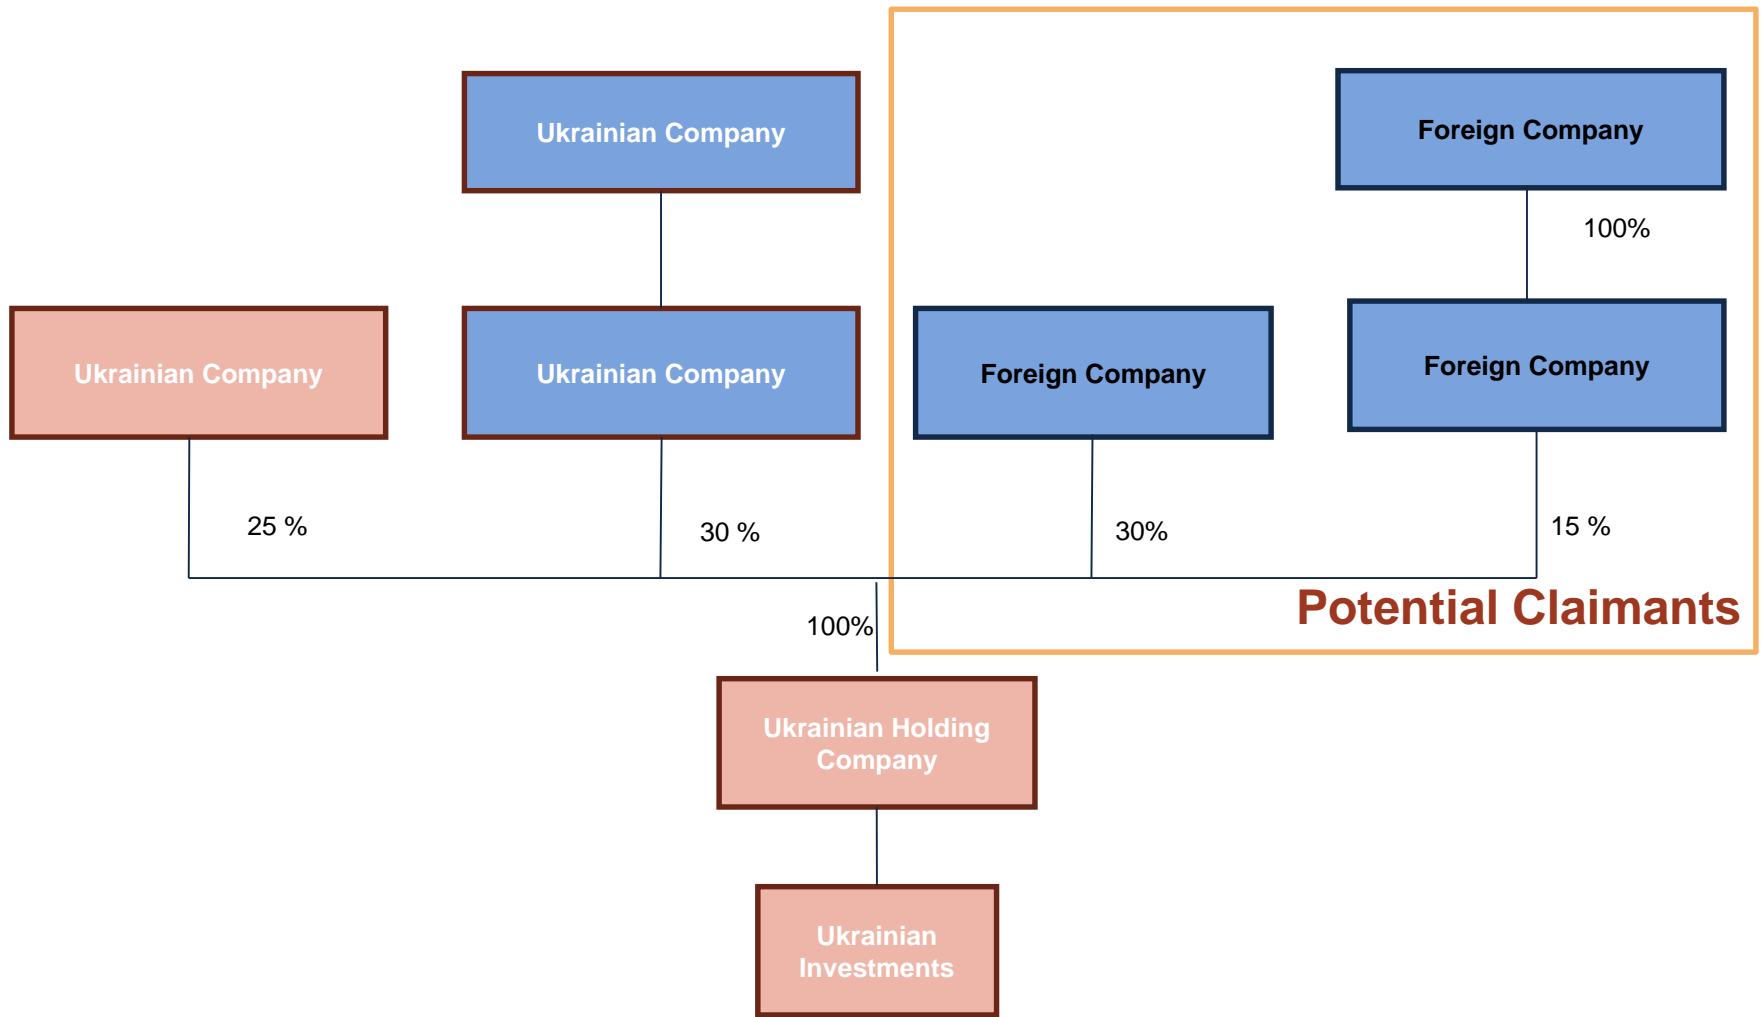 Ukrainian Company
Foreign Company
100%
Ukrainian Company
Ukrainian Company
Foreign Company
Foreign Company
25 %
30 %
30%
15 %
Potential Claimants
100%
Ukrainian Holding
Company
Ukrainian
Investments